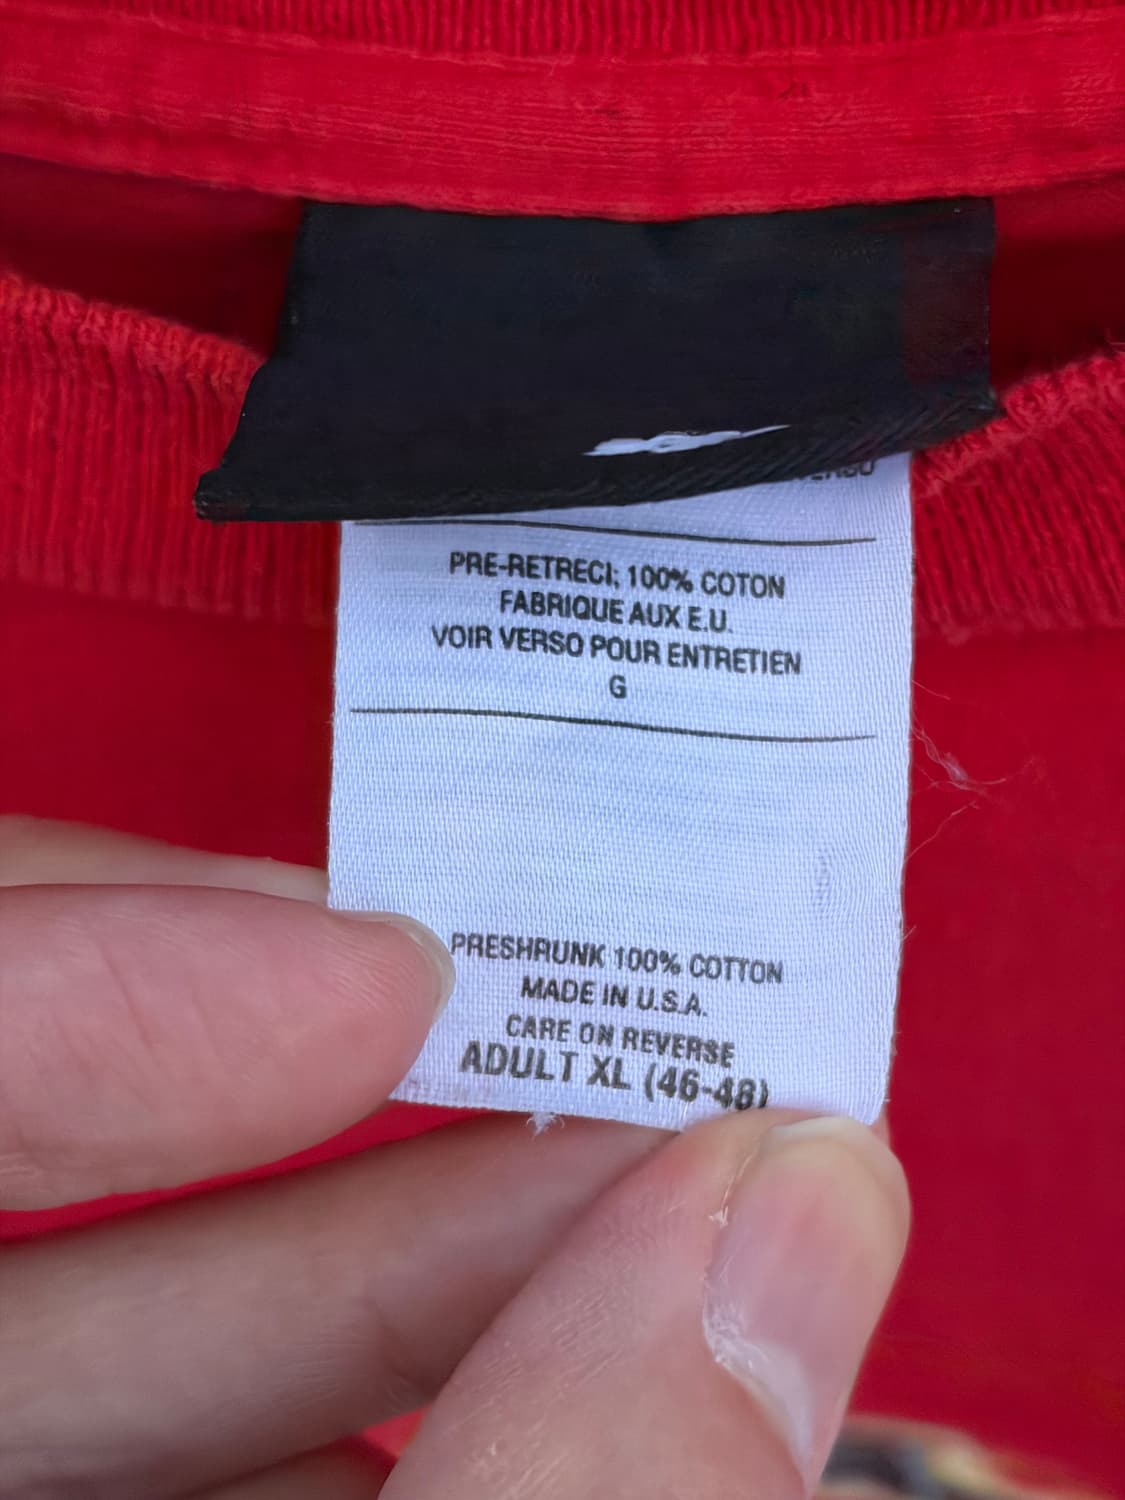 PRE-RETRECI; 100% COTON
FABRIQUE AUX E.U.
VOIR VERSO POUR ENTRETIEN
G
PRESHRUNK 100% COTTON
MADE IN U.S.A.
CARE ON REVERSE
ADULT XL (46-48)